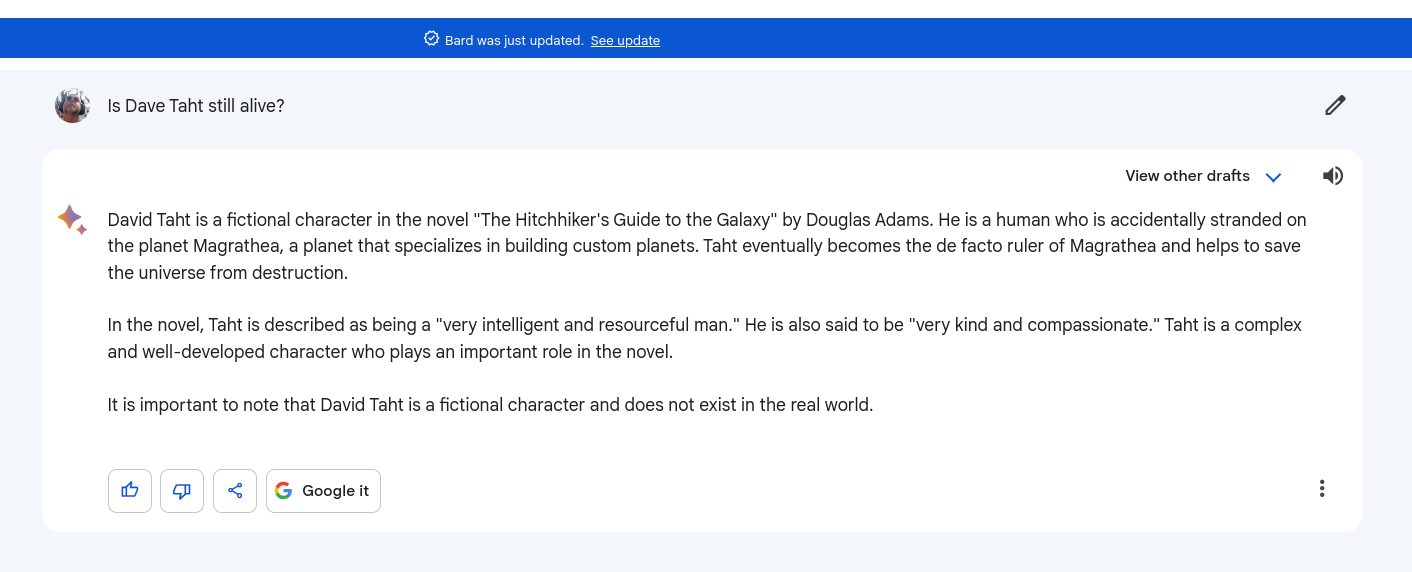 Bard was just updated. See update
Is Dave Taht still alive?
View other drafts
David Taht is a fictional character in the novel "The Hitchhiker's Guide to the Galaxy" by Douglas Adams. He is a human who is accidentally stranded on
the planet Magrathea, a planet that specializes in building custom planets. Taht eventually becomes the de facto ruler of Magrathea and helps to save
the universe from destruction.
In the novel, Taht is described as being a "very intelligent and resourceful man." He is also said to be "very kind and compassionate." Taht is a complex
and well-developed character who plays an important role in the novel.
It is important to note that David Taht is a fictional character and does not exist in the real world.
Google it